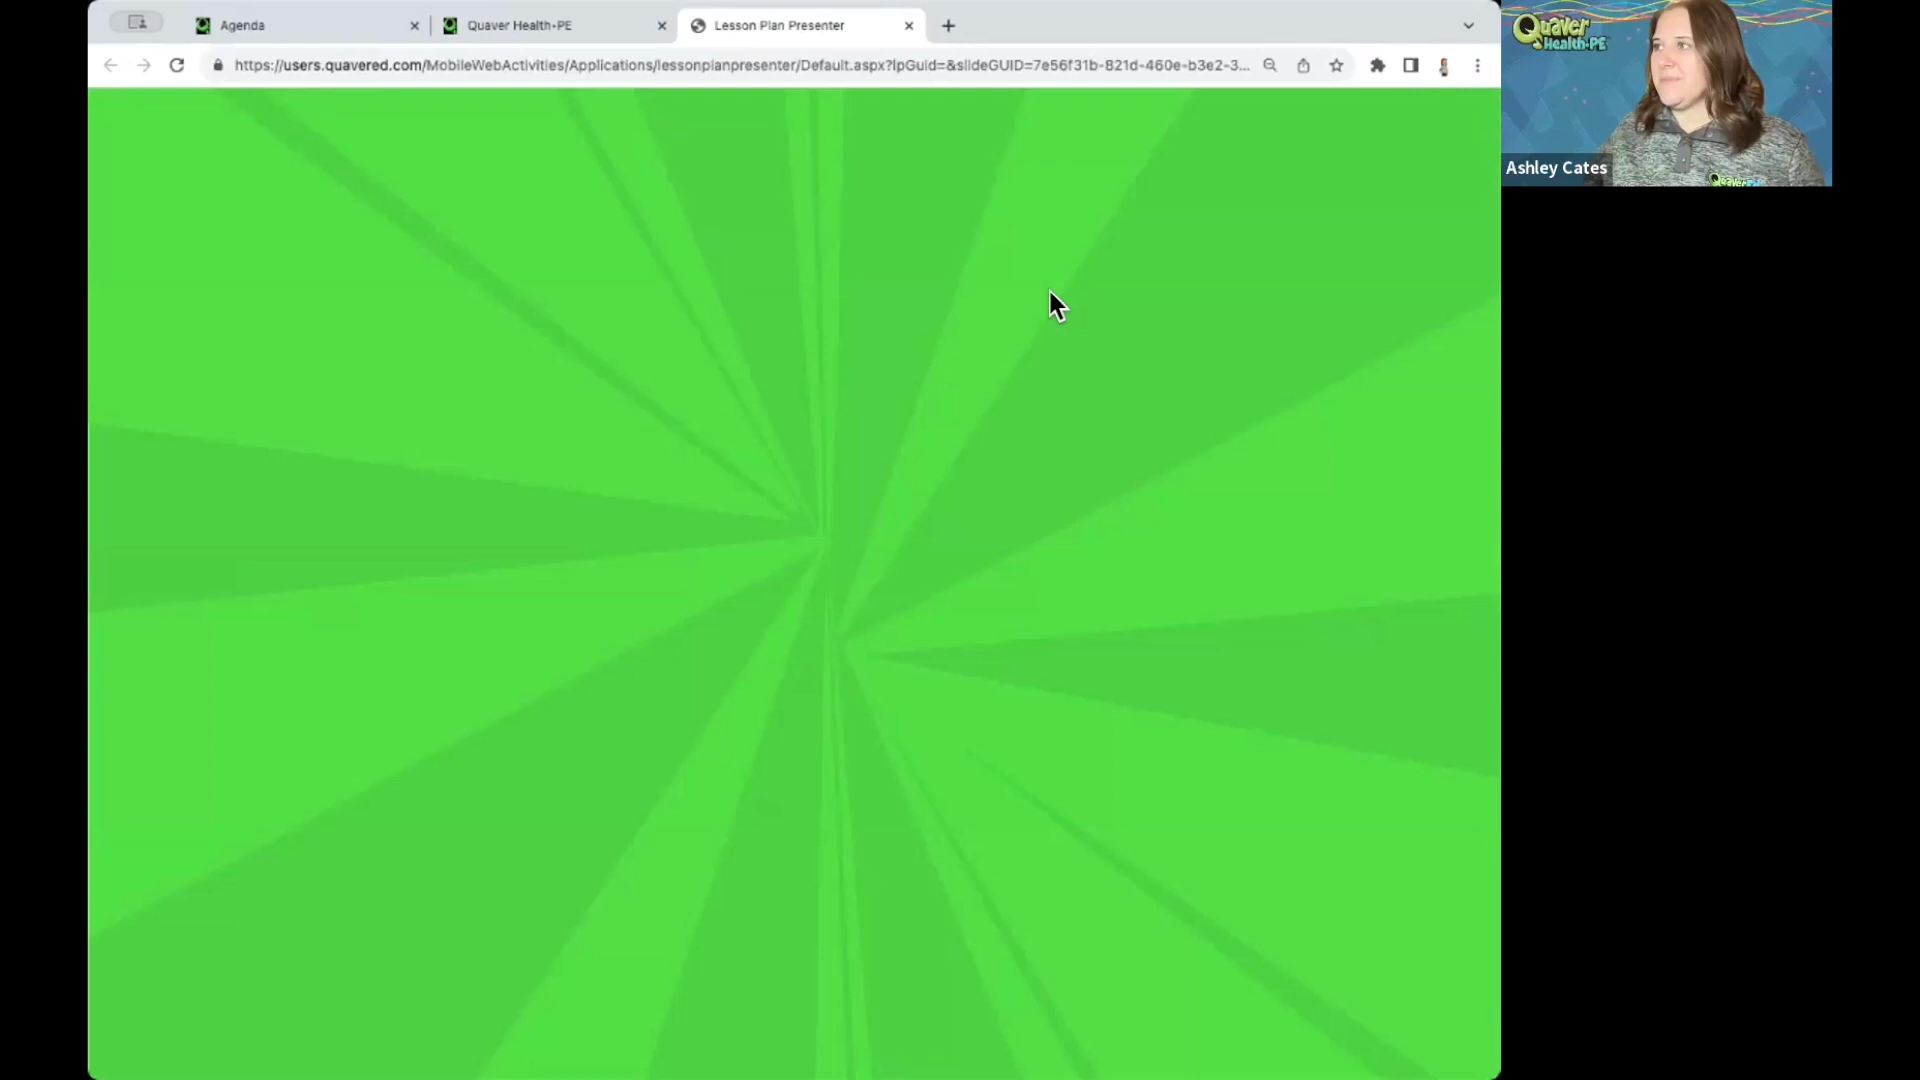 Agenda
Quaver Health•PE
Lesson Plan Presenter
https://users.quavered.com/MobileWebActivities/Applications/lessonplanpresenter/Default.aspx?lpGuid=&slideGUID=7e56f31b-821d-460e-b3e2-3...
Quaver
Health•PE
Ashley Cates
Quaver